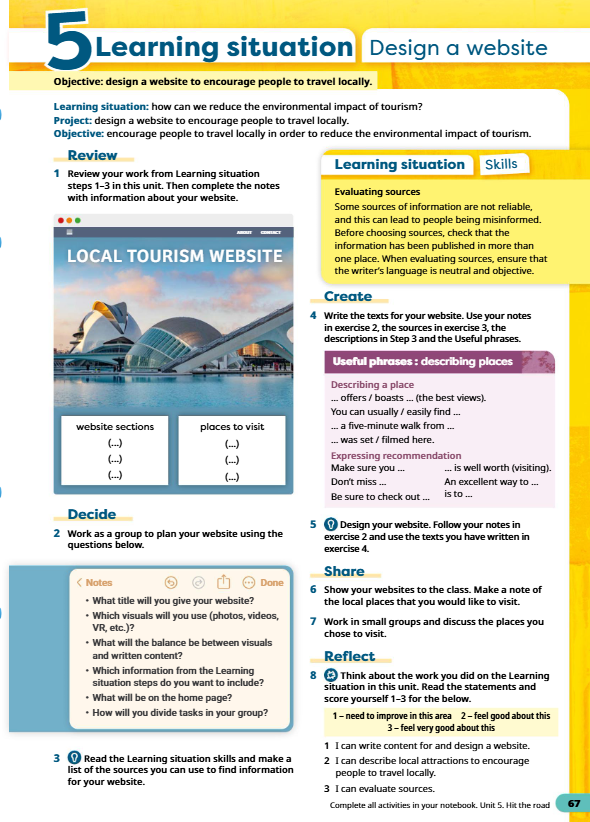 5 Learning situation Design a website
Objective: design a website to encourage people to travel locally.
Learning situation: how can we reduce the environmental impact of tourism?
Project: design a website to encourage people to travel locally.
Objective: encourage people to travel locally in order to reduce the environmental impact of tourism.
Review
1 Review your work from Learning situation
steps 1–3 in this unit. Then complete the notes
with information about your website.
ABOUT CONTACT
LOCAL TOURISM WEBSITE
website sections
(...)
(...)
(...)
places to visit
(...)
(...)
(...)
Decide
2 Work as a group to plan your website using the
questions below.
< Notes Done
• What title will you give your website?
• Which visuals will you use (photos, videos,
VR, etc.)?
• What will the balance be between visuals
and written content?
• Which information from the Learning
situation steps do you want to include?
• What will be on the home page?
• How will you divide tasks in your group?
3 Read the Learning situation skills and make a
list of the sources you can use to find information
for your website.
Learning situation Skills
Evaluating sources
Some sources of information are not reliable,
and this can lead to people being misinformed.
Before choosing sources, check that the
information has been published in more than
one place. When evaluating sources, ensure that
the writer's language is neutral and objective.
Create
4 Write the texts for your website. Use your notes
in exercise 2, the sources in exercise 3, the
descriptions in Step 3 and the Useful phrases.
Useful phrases : describing places
Describing a place
... offers / boasts ... (the best views).
You can usually / easily find ...
... a five-minute walk from ...
... was set / filmed here.
Expressing recommendation
Make sure you ...
Don't miss ...
Be sure to check out ...
... is well worth (visiting).
An excellent way to ...
is to ...
5 Design your website. Follow your notes in
exercise 2 and use the texts you have written in
exercise 4.
Share
6 Show your websites to the class. Make a note of
the local places that you would like to visit.
7 Work in small groups and discuss the places you
chose to visit.
Reflect
8 Think about the work you did on the Learning
situation in this unit. Read the statements and
score yourself 1–3 for the below.
1 – need to improve in this area 2 – feel good about this
3 – feel very good about this
1 I can write content for and design a website.
2 I can describe local attractions to encourage
people to travel locally.
3 I can evaluate sources.
Complete all activities in your notebook. Unit 5. Hit the road 67